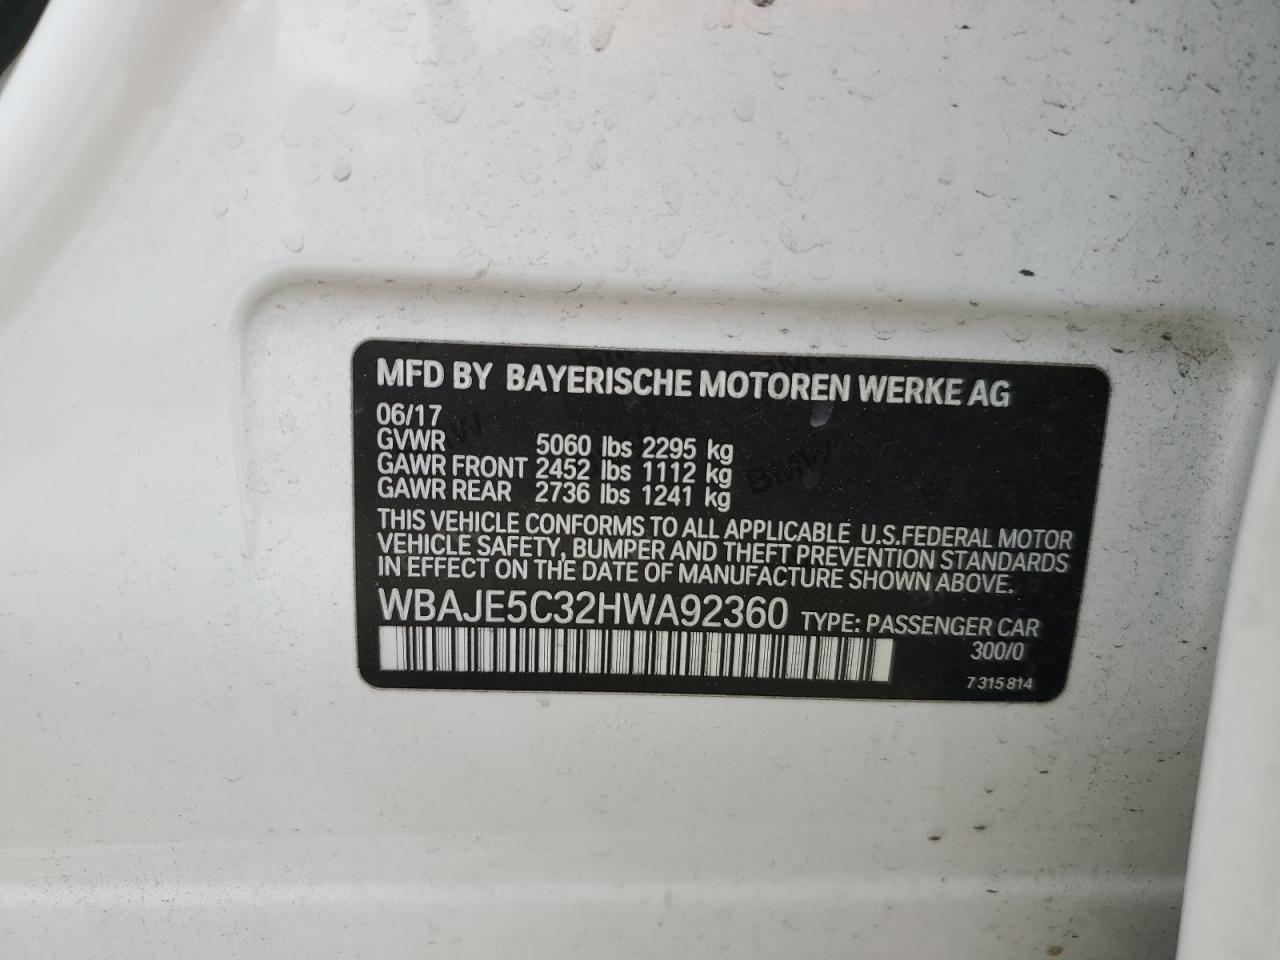 MFD BY BAYERISCHE MOTOREN WERKE AG
06/17
GVWR 5060 lbs 2295 kg
GAWR FRONT 2452 lbs 1112 kg
GAWR REAR 2736 lbs 1241 kg
THIS VEHICLE CONFORMS TO ALL APPLICABLE U.S.FEDERAL MOTOR
VEHICLE SAFETY, BUMPER AND THEFT PREVENTION STANDARDS
IN EFFECT ON THE DATE OF MANUFACTURE SHOWN ABOVE.
WBAJE5C32HWA92360 TYPE: PASSENGER CAR
300/0
7 315 814
BMW